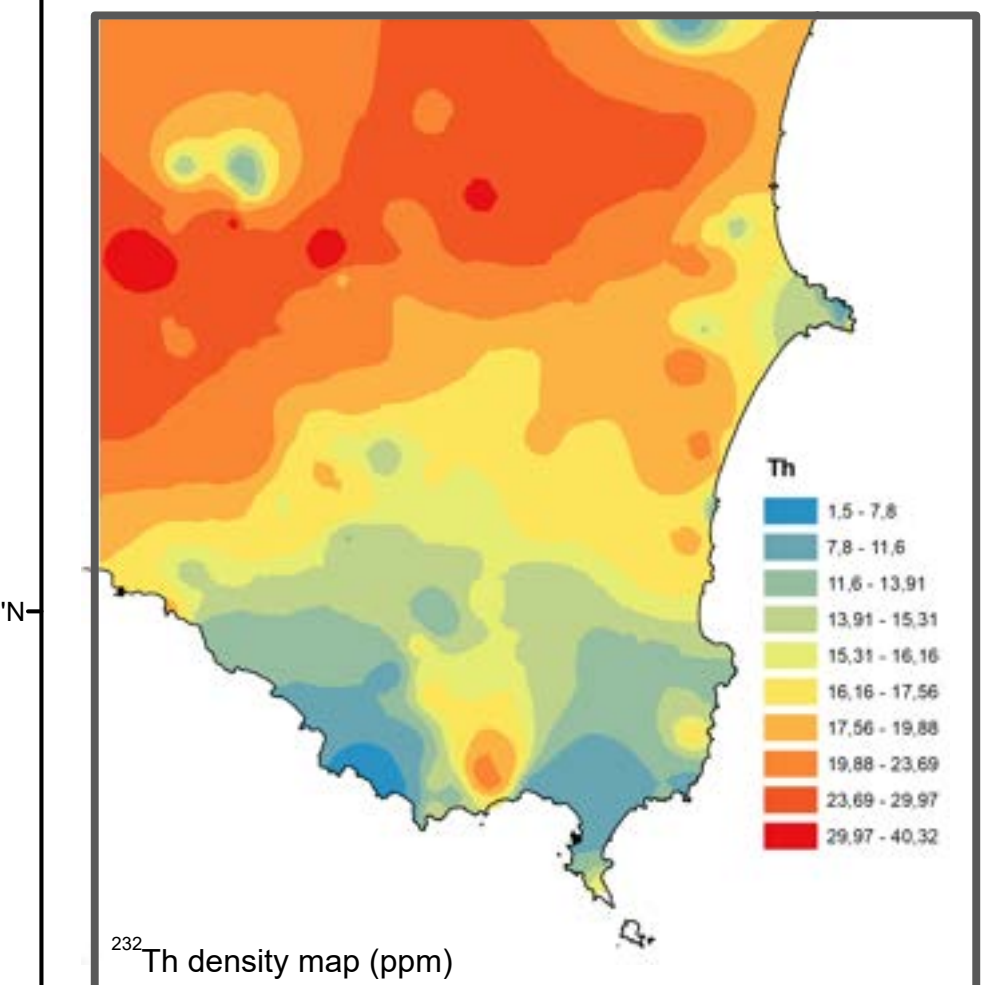 Th
1,5 - 7,8
7,8 - 11,6
11,6 - 13,91
13,91 - 15,31
15,31 - 16,16
16,16 - 17,56
17,56 - 19,88
19,88 - 23,69
23,69 - 29,97
29,97 - 40,32
'N
232Th density map (ppm)